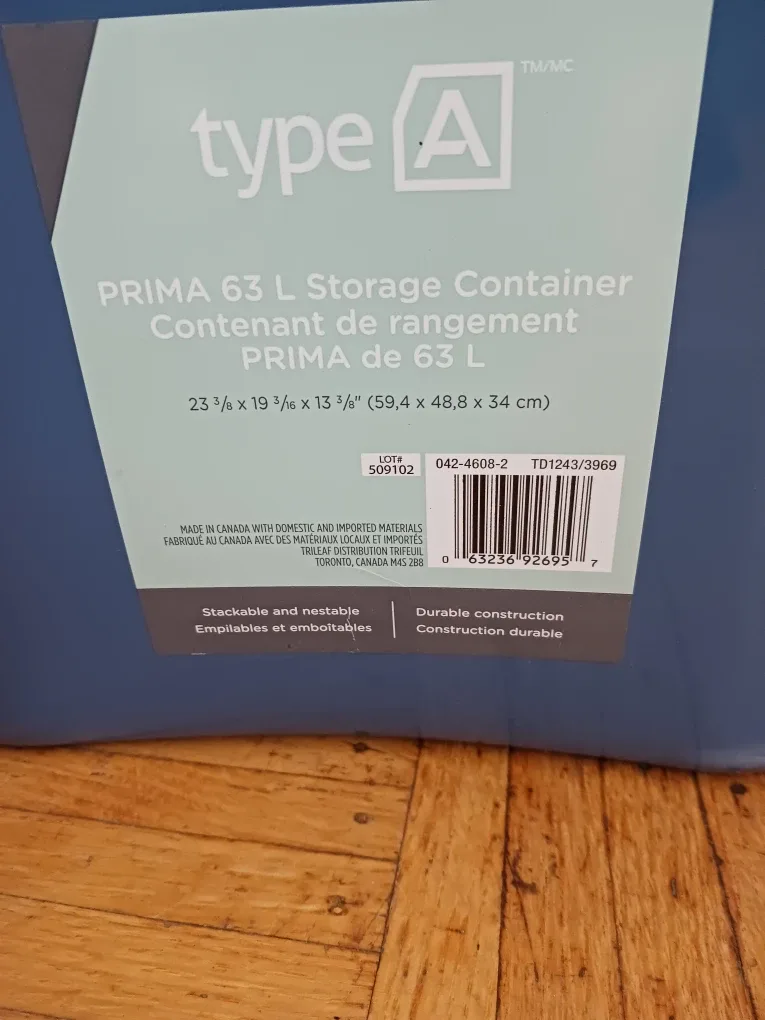 type A TM/MC
PRIMA 63 L Storage Container
Contenant de rangement
PRIMA de 63 L
23 3/8 x 19 3/16 x 13 3/8" (59,4 x 48,8 x 34 cm)
LOT#
509102
042-4608-2 TD1243/3969
0 63236 92695 7
MADE IN CANADA WITH DOMESTIC AND IMPORTED MATERIALS
FABRIQUÉ AU CANADA AVEC DES MATÉRIAUX LOCAUX ET IMPORTÉS
TRILEAF DISTRIBUTION TRIFEUIL
TORONTO, CANADA M4S 2B8
Stackable and nestable
Empilables et emboîtables
Durable construction
Construction durable